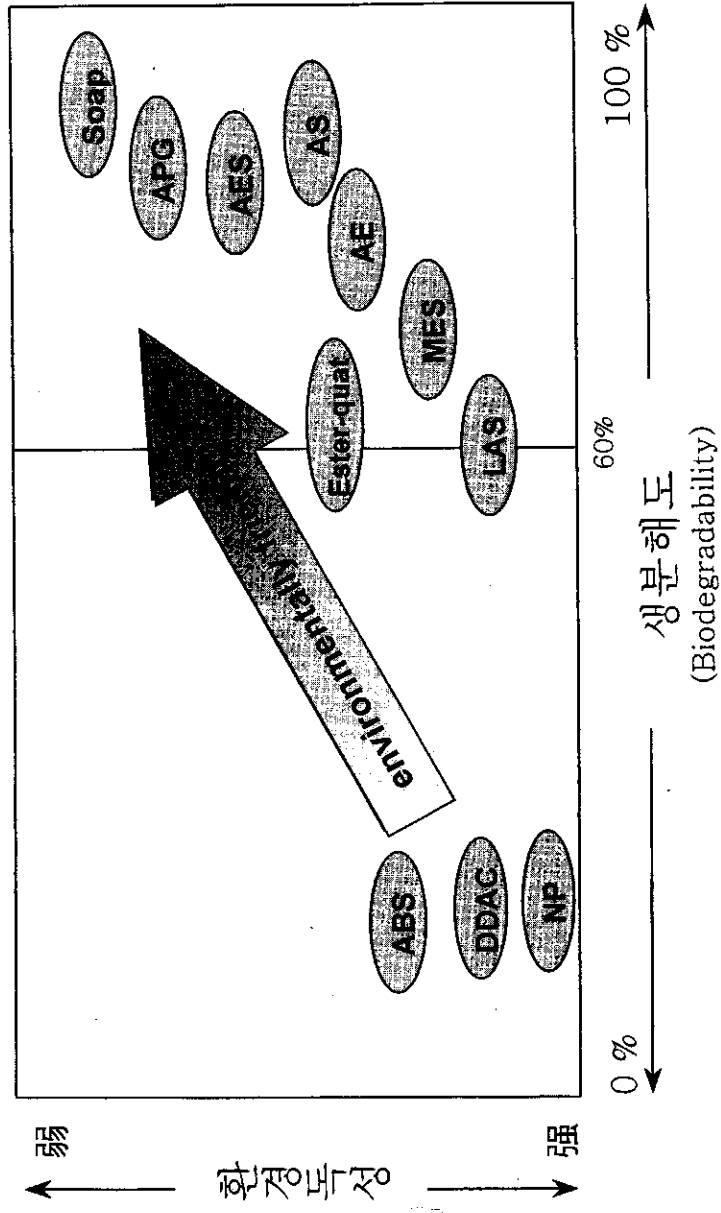 弱
환경독성
强
Soap
APG
AES
AS
AE
Ester-quat
MES
LAS
ABS
DDAC
NP
environmentally
0 %
60%
100 %
생분해도
(Biodegradability)